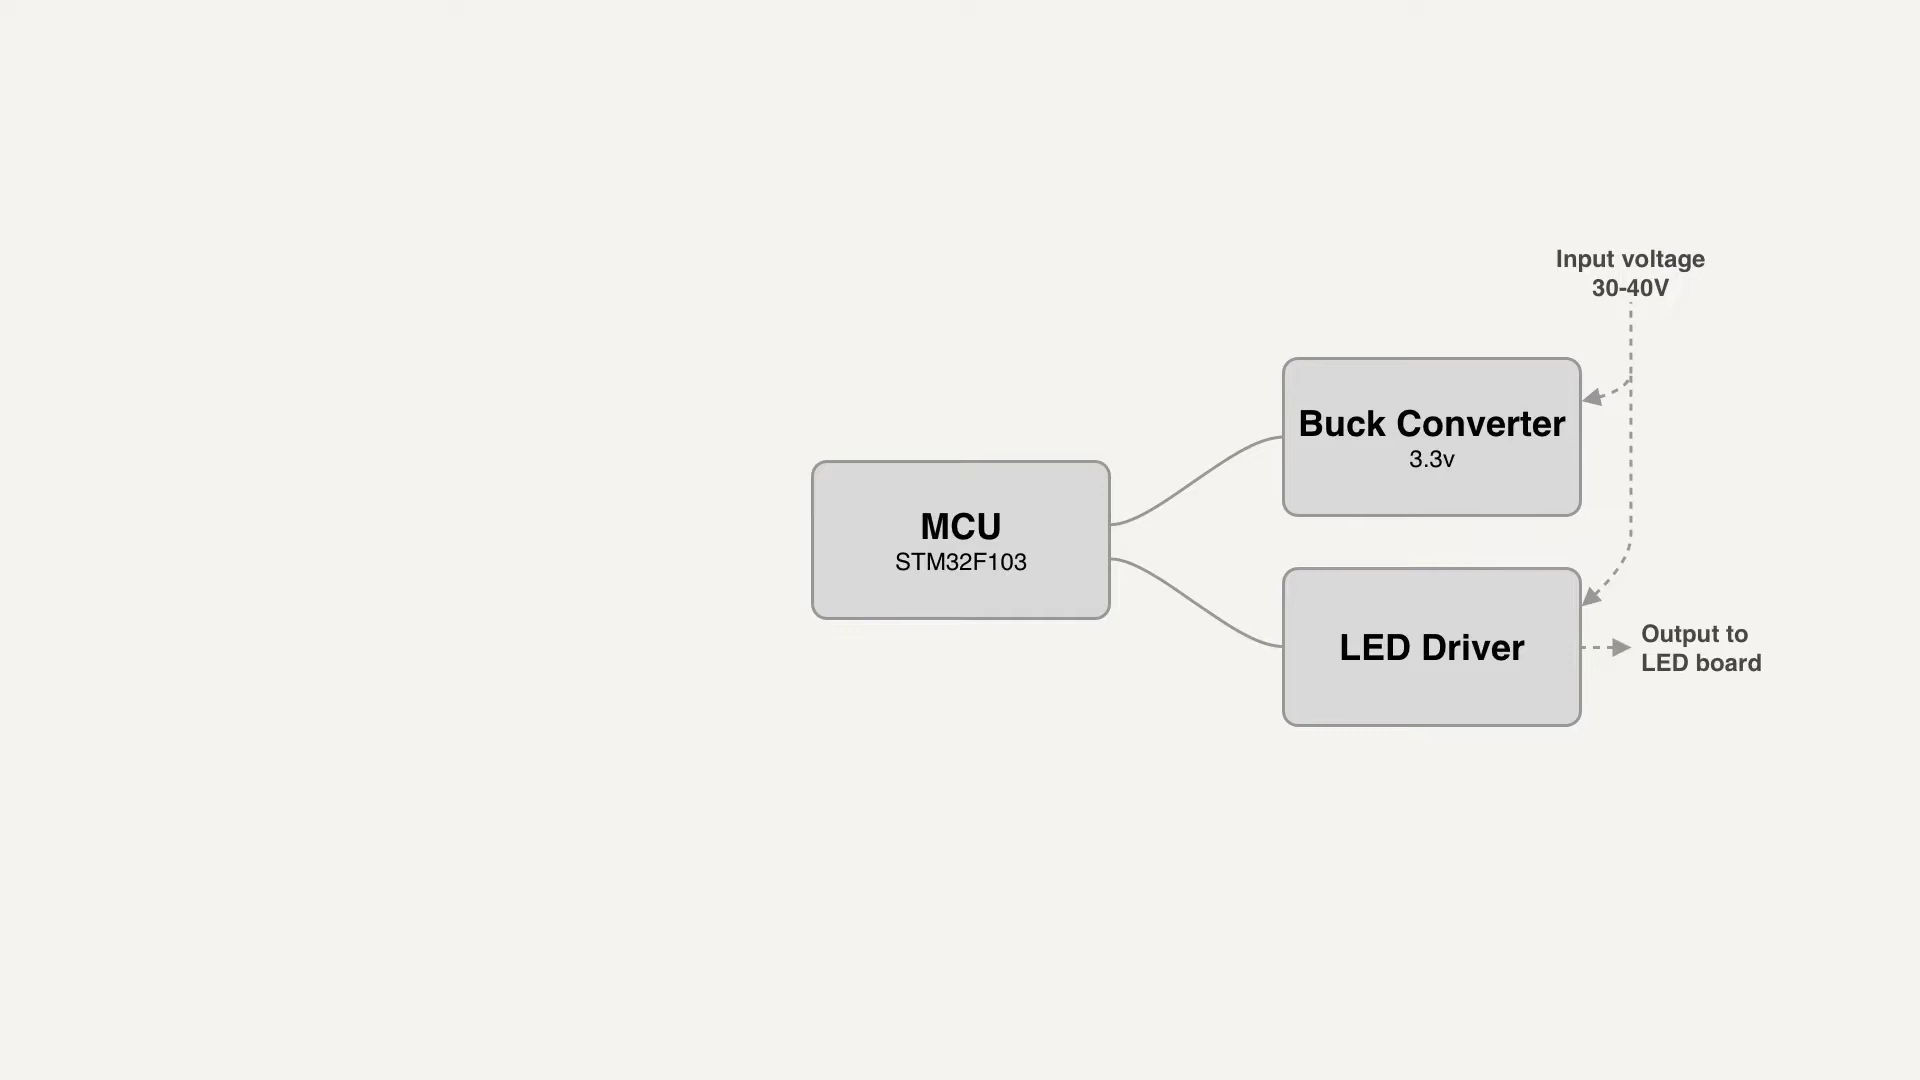 Input voltage
30-40V
Buck Converter
3.3v
MCU
STM32F103
LED Driver
Output to
LED board